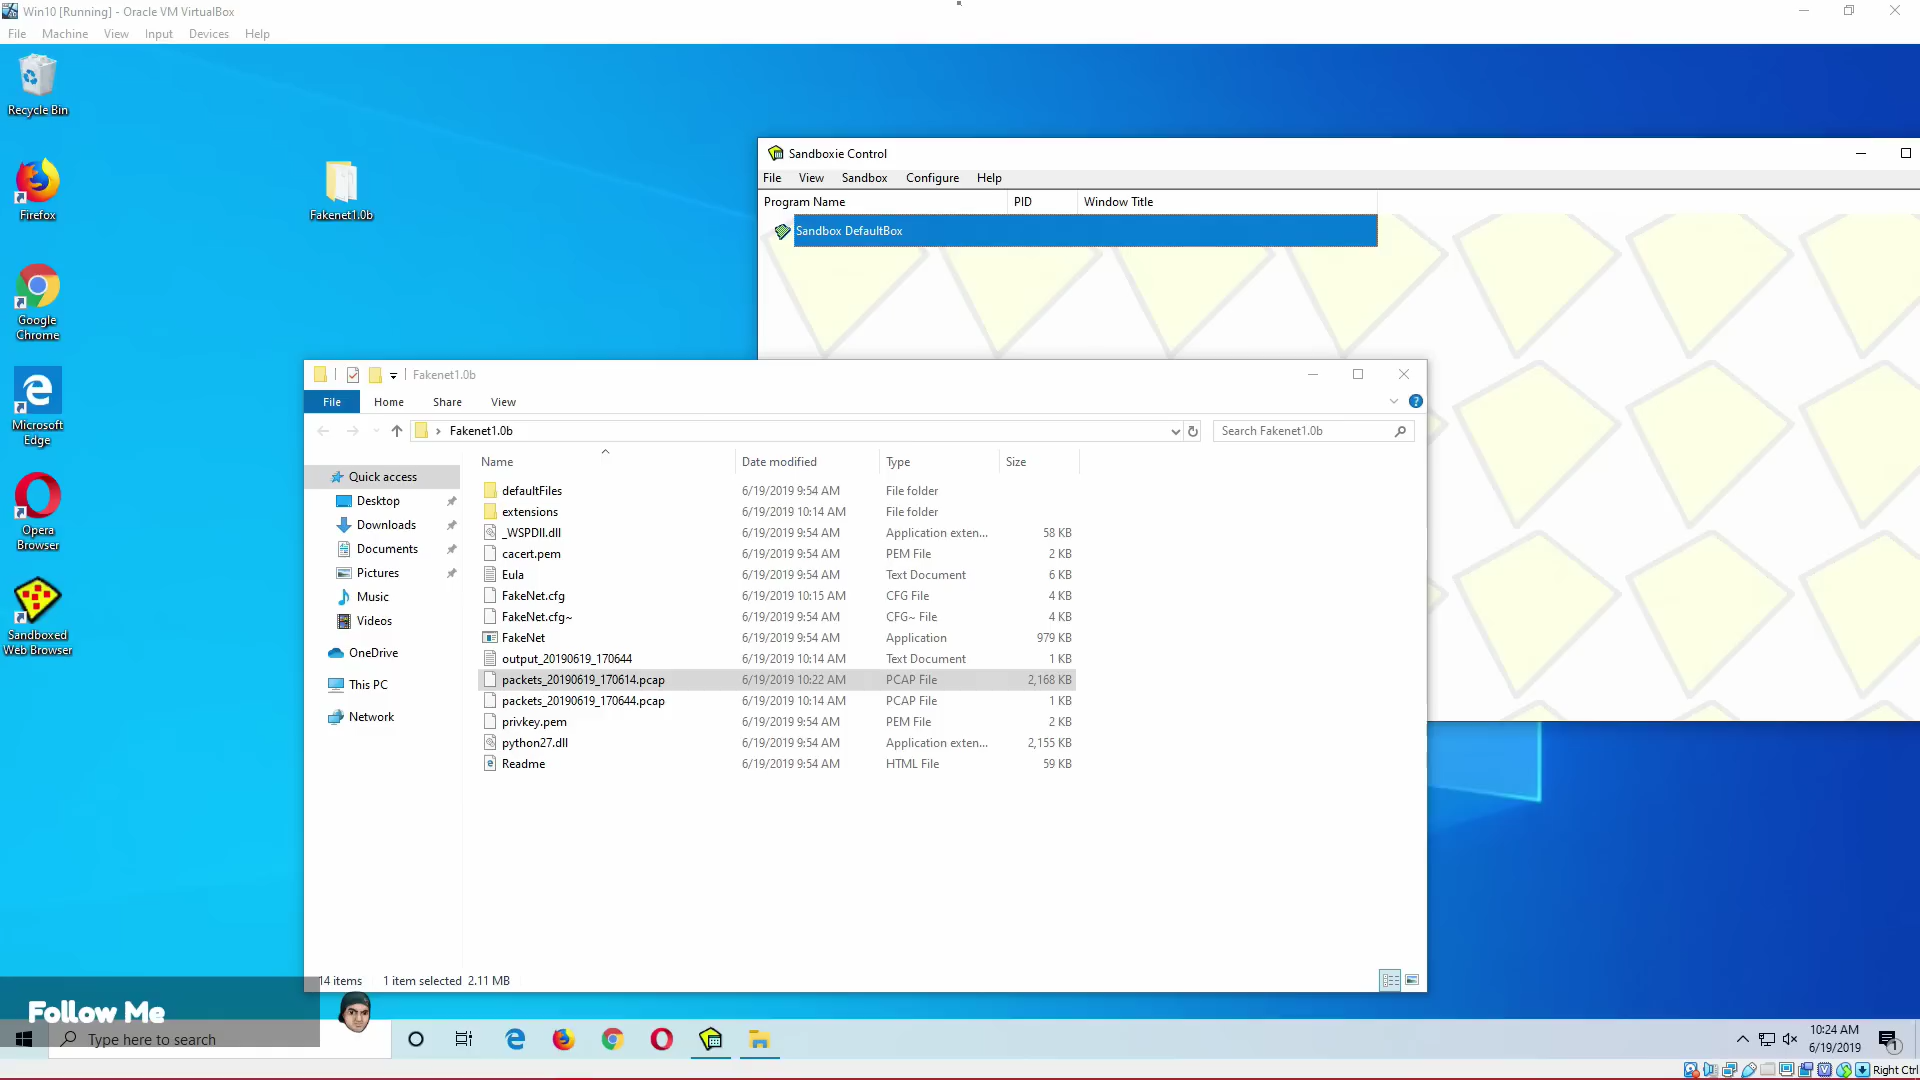 Win10 [Running] - Oracle VM VirtualBox
File Machine View Input Devices Help
Recycle Bin
Firefox
Google
Chrome
Microsoft
Edge
Opera
Browser
Sandboxed
Web Browser
Fakenet1.0b
Sandboxie Control
File View Sandbox Configure Help
Program Name PID Window Title
Sandbox DefaultBox
Fakenet1.0b
File Home Share View
Fakenet1.0b
Search Fakenet1.0b
Quick access
Desktop
Downloads
Documents
Pictures
Music
Videos
OneDrive
This PC
Network
Name Date modified Type Size
defaultFiles 6/19/2019 9:54 AM File folder
extensions 6/19/2019 10:14 AM File folder
_WSPDll.dll 6/19/2019 9:54 AM Application exten... 58 KB
cacert.pem 6/19/2019 9:54 AM PEM File 2 KB
Eula 6/19/2019 9:54 AM Text Document 6 KB
FakeNet.cfg 6/19/2019 10:15 AM CFG File 4 KB
FakeNet.cfg~ 6/19/2019 9:54 AM CFG~ File 4 KB
FakeNet 6/19/2019 9:54 AM Application 979 KB
output_20190619_170644 6/19/2019 10:14 AM Text Document 1 KB
packets_20190619_170614.pcap 6/19/2019 10:22 AM PCAP File 2,168 KB
packets_20190619_170644.pcap 6/19/2019 10:14 AM PCAP File 1 KB
privkey.pem 6/19/2019 9:54 AM PEM File 2 KB
python27.dll 6/19/2019 9:54 AM Application exten... 2,155 KB
Readme 6/19/2019 9:54 AM HTML File 59 KB
14 items 1 item selected 2.11 MB
Follow Me
Type here to search
10:24 AM
6/19/2019
1
Right Ctrl